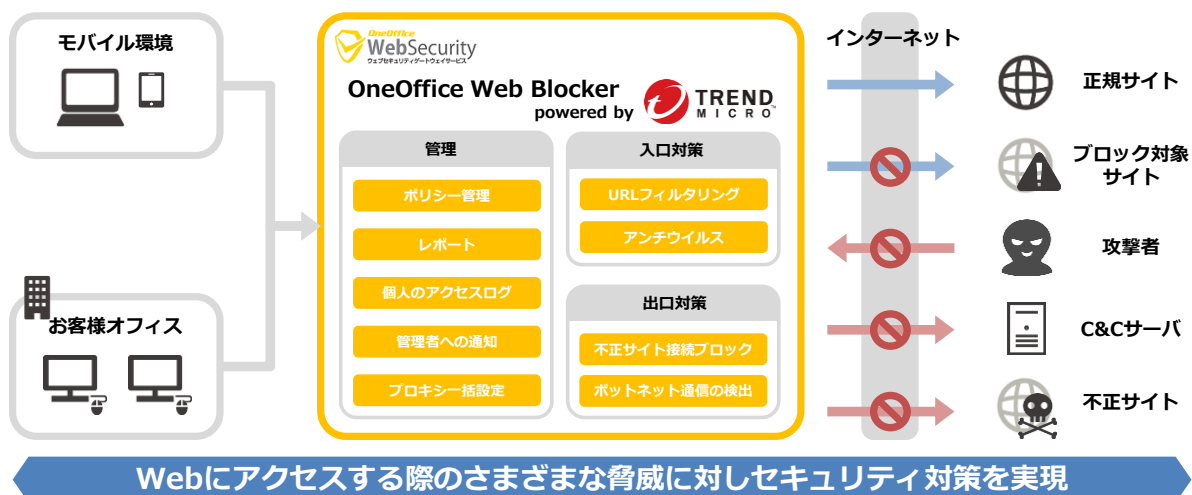 モバイル環境
お客様オフィス
OneOffice
WebSecurity
ウェブセキュリティゲートウェイサービス
OneOffice Web Blocker
powered by
TREND
MICRO™
管理
ポリシー管理
レポート
個人のアクセスログ
管理者への通知
プロキシー括設定
入口対策
URLフィルタリング
アンチウイルス
出口対策
不正サイト接続ブロック
ボットネット通信の検出
インターネット
正規サイト
ブロック対象
サイト
攻撃者
C&Cサーバ
不正サイト
Webにアクセスする際のさまざまな脅威に対しセキュリティ対策を実現